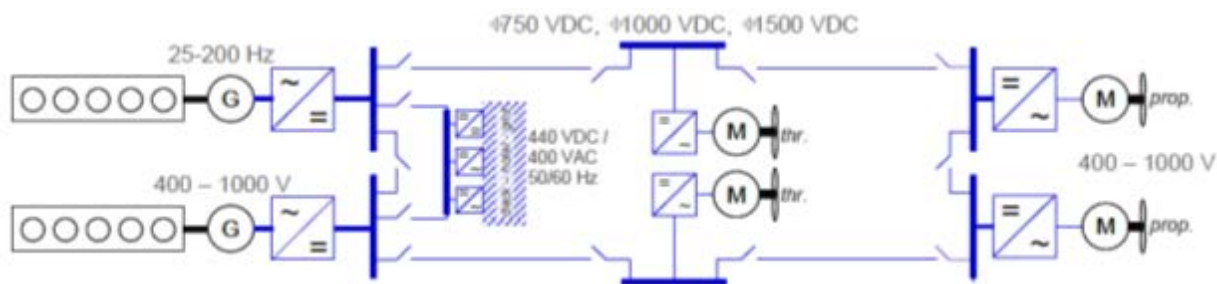 750 VDC, 1000 VDC, 1500 VDC
25-200 Hz
G
~
=
=
~
M
prop.
=
~
M
thr.
440 VDC /
400 VAC
50/60 Hz
400 – 1000 V
400 – 1000 V
G
~
=
=
~
M
thr.
=
~
M
prop.